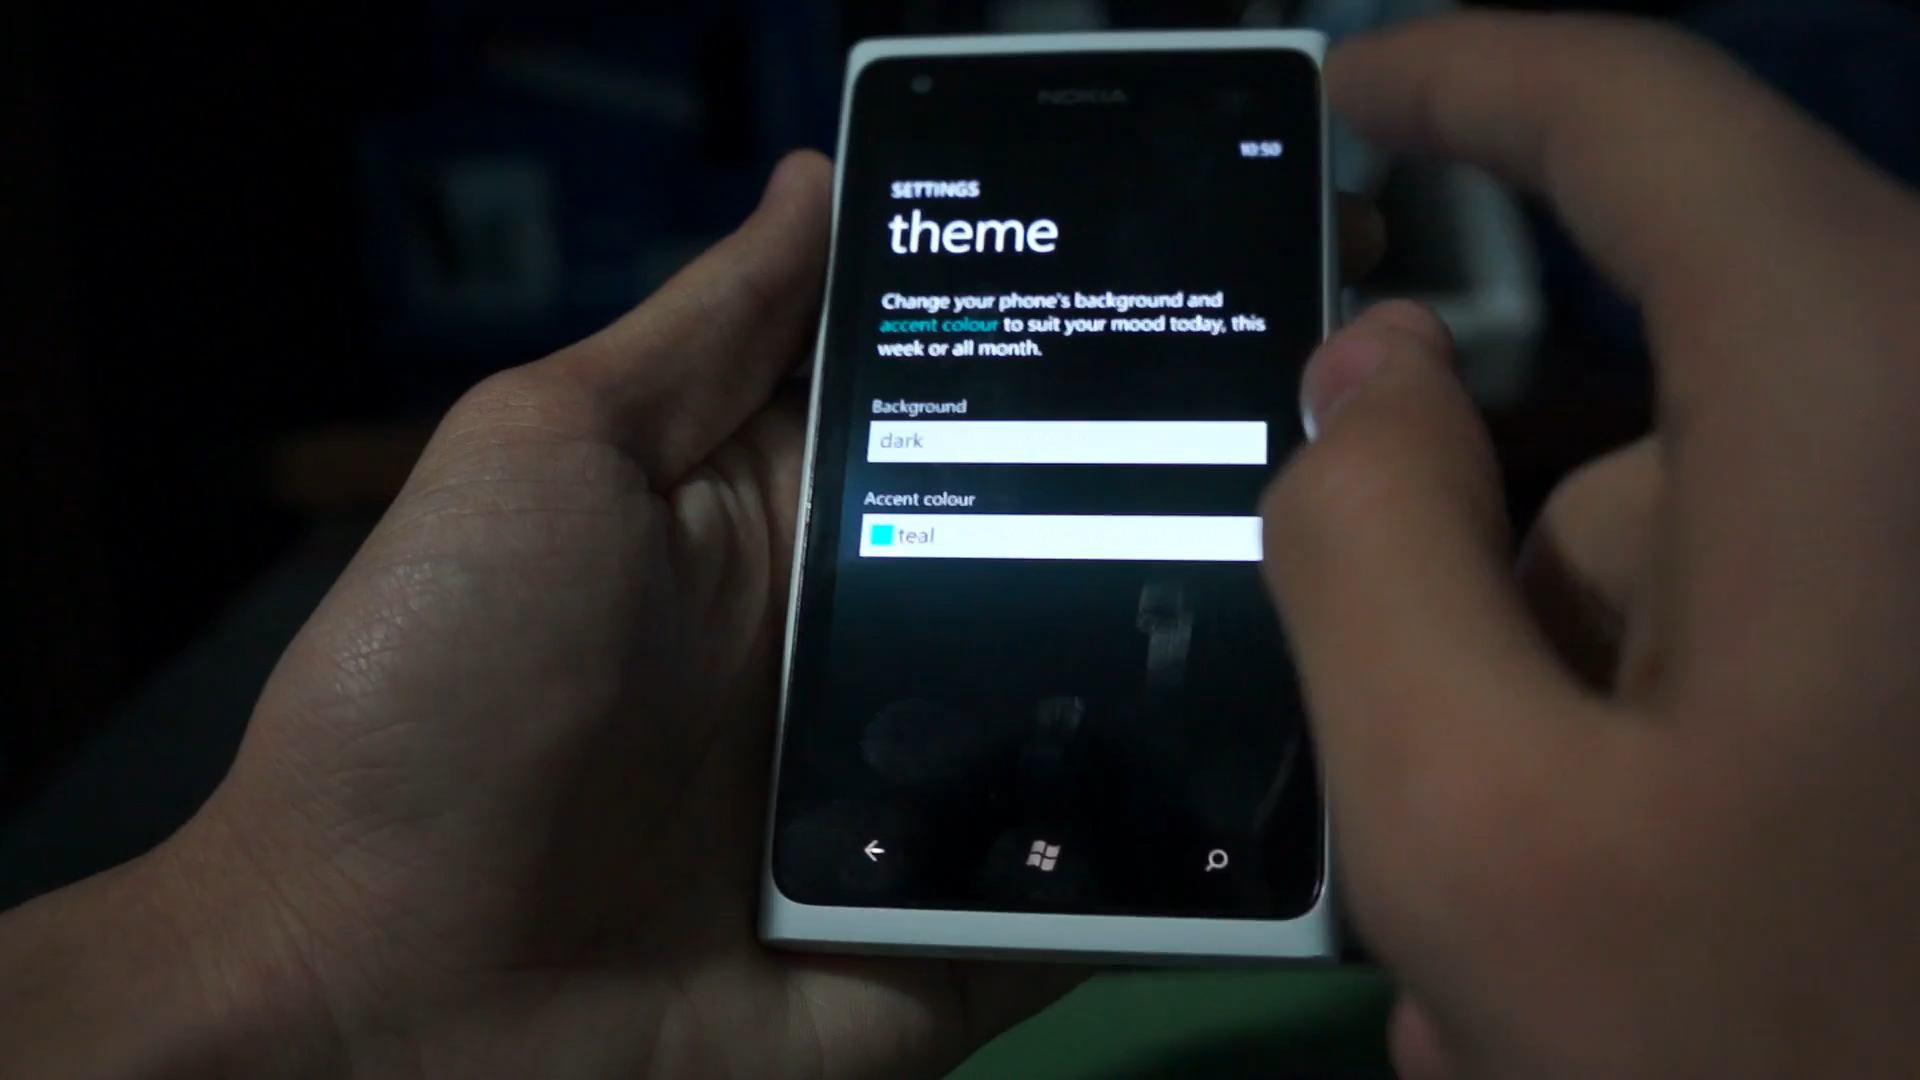 NOKIA
10:50
SETTINGS
theme
Change your phone's background and
accent colour to suit your mood today, this
week or all month.
Background
dark
Accent colour
teal